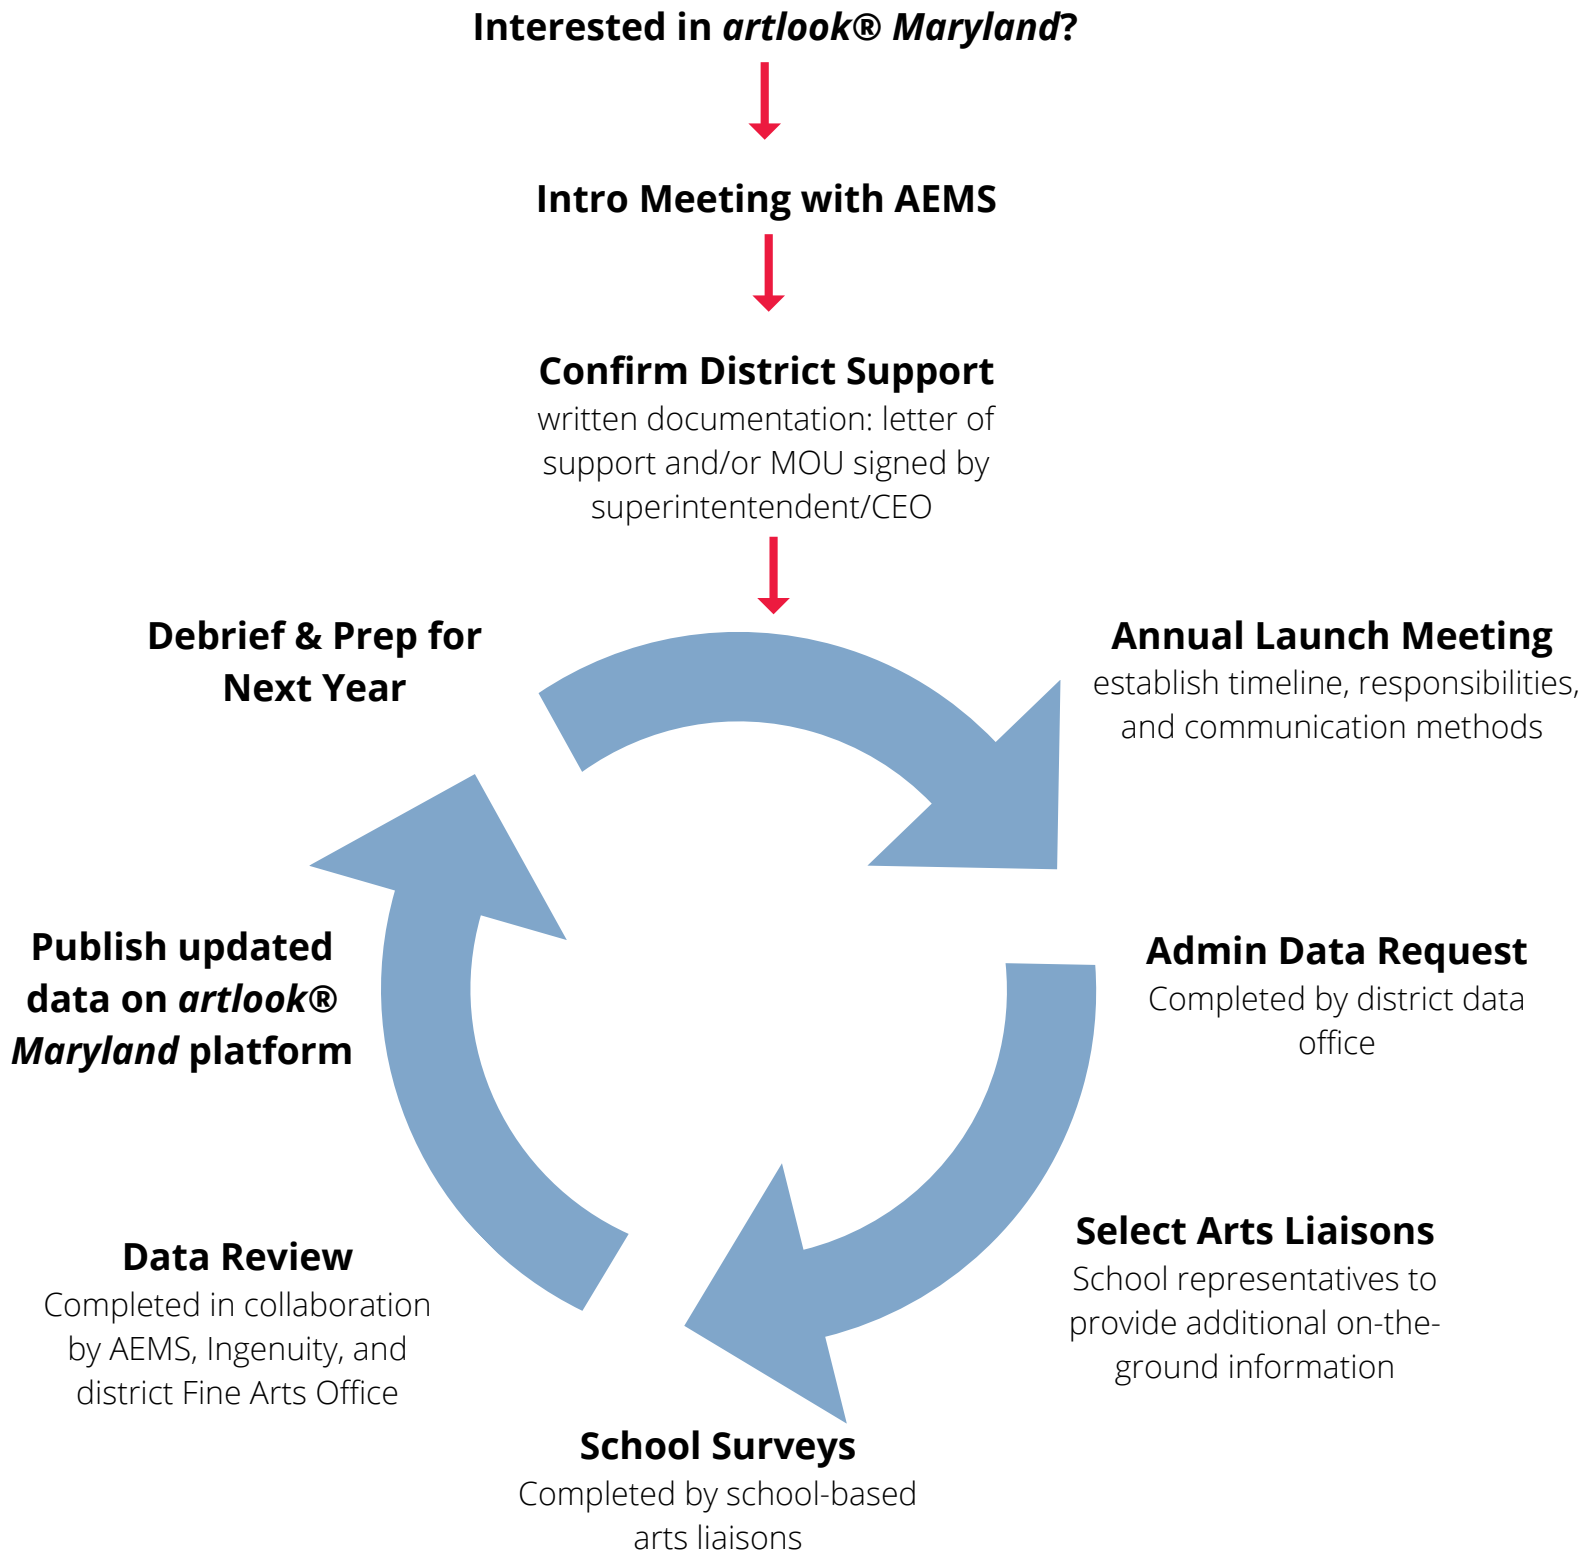 Interested in artlook® Maryland?
Intro Meeting with AEMS
Confirm District Support
written documentation: letter of
support and/or MOU signed by
superintentendent/CEO
Annual Launch Meeting
establish timeline, responsibilities,
and communication methods
Admin Data Request
Completed by district data
office
Select Arts Liaisons
School representatives to
provide additional on-the-
ground information
School Surveys
Completed by school-based
arts liaisons
Data Review
Completed in collaboration
by AEMS, Ingenuity, and
district Fine Arts Office
Publish updated
data on artlook®
Maryland platform
Debrief & Prep for
Next Year